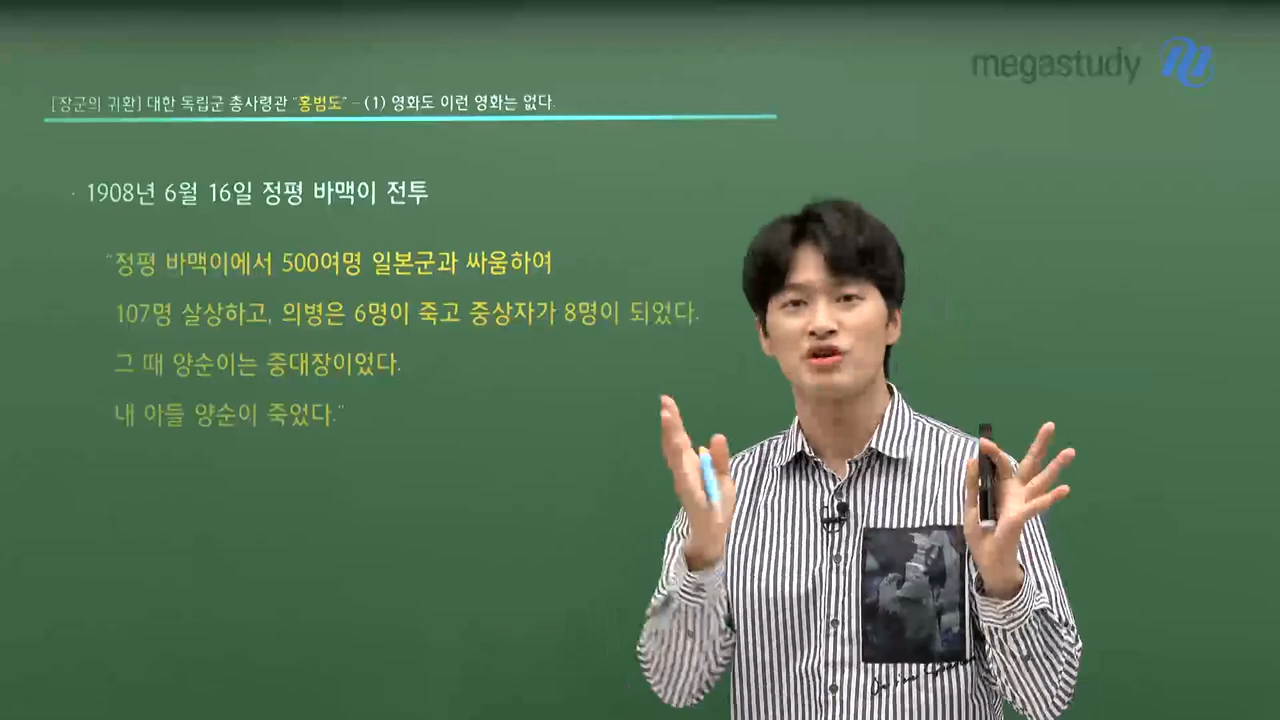 megastudy
[장군의 귀환] 대한 독립군 총사령관 "홍범도" - (1) 영화도 이런 영화는 없다.
· 1908년 6월 16일 정평 바맥이 전투
"정평 바맥이에서 500여명 일본군과 싸움하여
107명 살상하고, 의병은 6명이 죽고 중상자가 8명이 되었다.
그 때 양순이는 중대장이었다.
내 아들 양순이 죽었다."